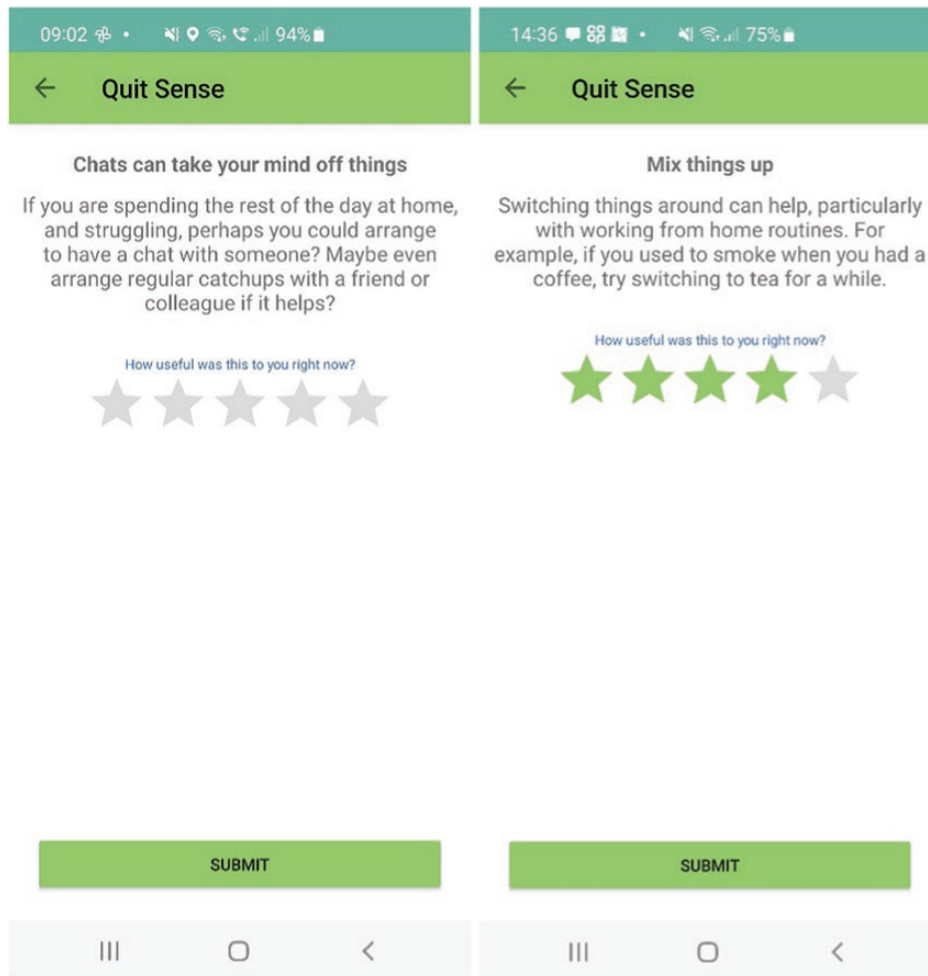 09:02 94%
Quit Sense
Chats can take your mind off things
If you are spending the rest of the day at home,
and struggling, perhaps you could arrange
to have a chat with someone? Maybe even
arrange regular catchups with a friend or
colleague if it helps?
How useful was this to you right now?
SUBMIT
14:36 75%
Quit Sense
Mix things up
Switching things around can help, particularly
with working from home routines. For
example, if you used to smoke when you had a
coffee, try switching to tea for a while.
How useful was this to you right now?
SUBMIT